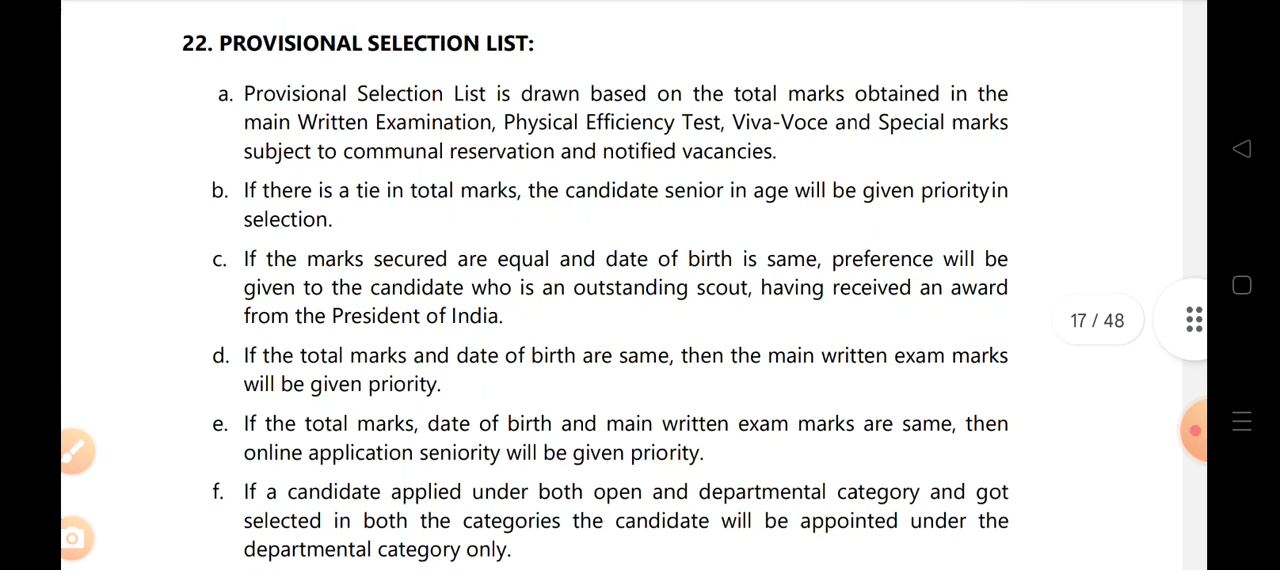 22. PROVISIONAL SELECTION LIST:
a. Provisional Selection List is drawn based on the total marks obtained in the
main Written Examination, Physical Efficiency Test, Viva-Voce and Special marks
subject to communal reservation and notified vacancies.
b. If there is a tie in total marks, the candidate senior in age will be given priorityin
selection.
c. If the marks secured are equal and date of birth is same, preference will be
given to the candidate who is an outstanding scout, having received an award
from the President of India.
17 / 48
d. If the total marks and date of birth are same, then the main written exam marks
will be given priority.
e. If the total marks, date of birth and main written exam marks are same, then
online application seniority will be given priority.
f. If a candidate applied under both open and departmental category and got
selected in both the categories the candidate will be appointed under the
departmental category only.